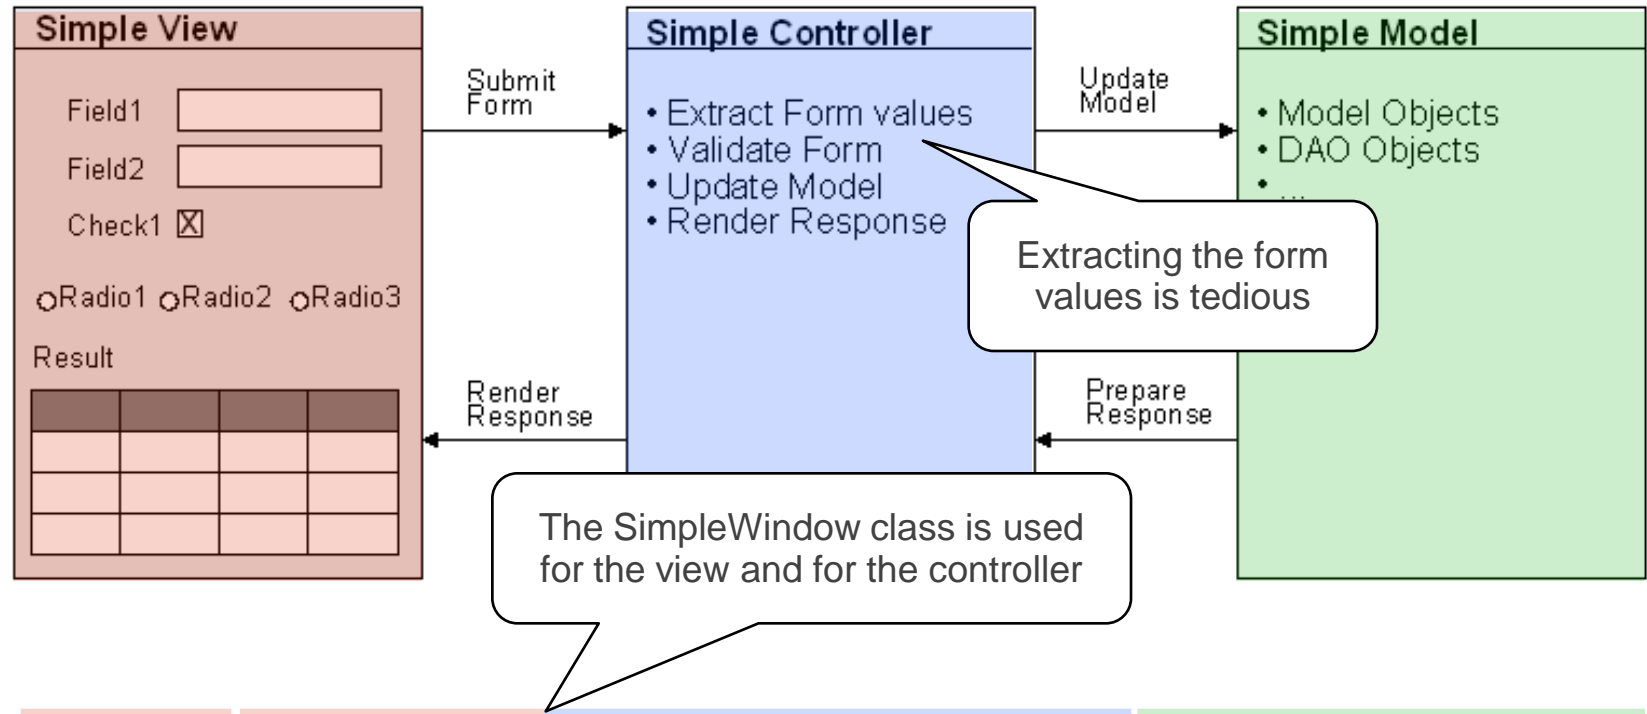 Simple View
Field1
Field2
Check1 X
Radio1 Radio2 Radio3
Result
Submit
Form
Render
Response
Simple Controller
• Extract Form values
• Validate Form
• Update Model
• Render Response
Update
Model
Prepare
Response
Simple Model
• Model Objects
• DAO Objects
• ...
Extracting the form
values is tedious
The SimpleWindow class is used
for the view and for the controller